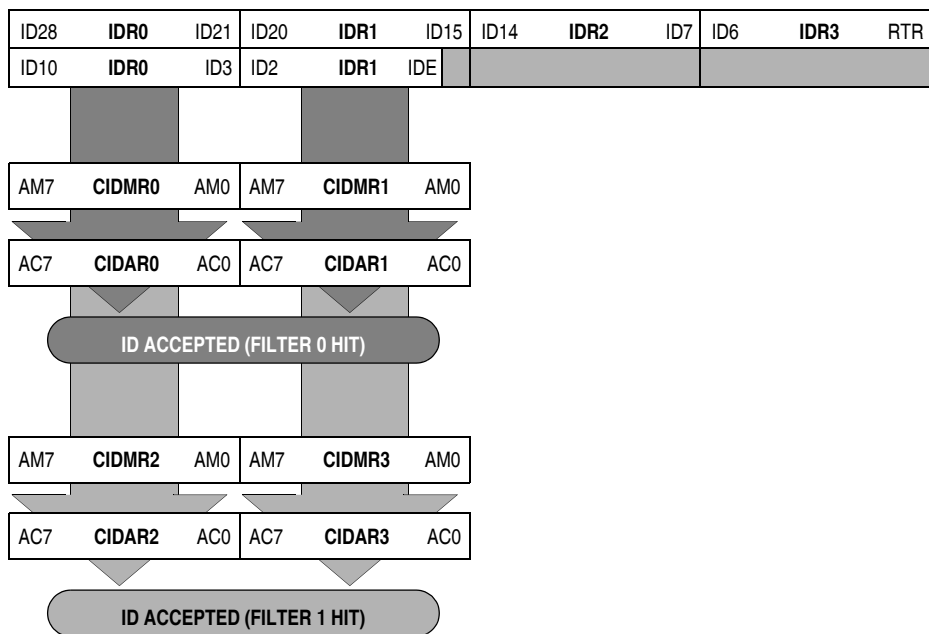 ID28 IDR0 ID21 ID20 IDR1 ID15 ID14 IDR2 ID7 ID6 IDR3 RTR
ID10 IDR0 ID3 ID2 IDR1 IDE
AM7 CIDMR0 AM0 AM7 CIDMR1 AM0
AC7 CIDAR0 AC0 AC7 CIDAR1 AC0
ID ACCEPTED (FILTER 0 HIT)
AM7 CIDMR2 AM0 AM7 CIDMR3 AM0
AC7 CIDAR2 AC0 AC7 CIDAR3 AC0
ID ACCEPTED (FILTER 1 HIT)